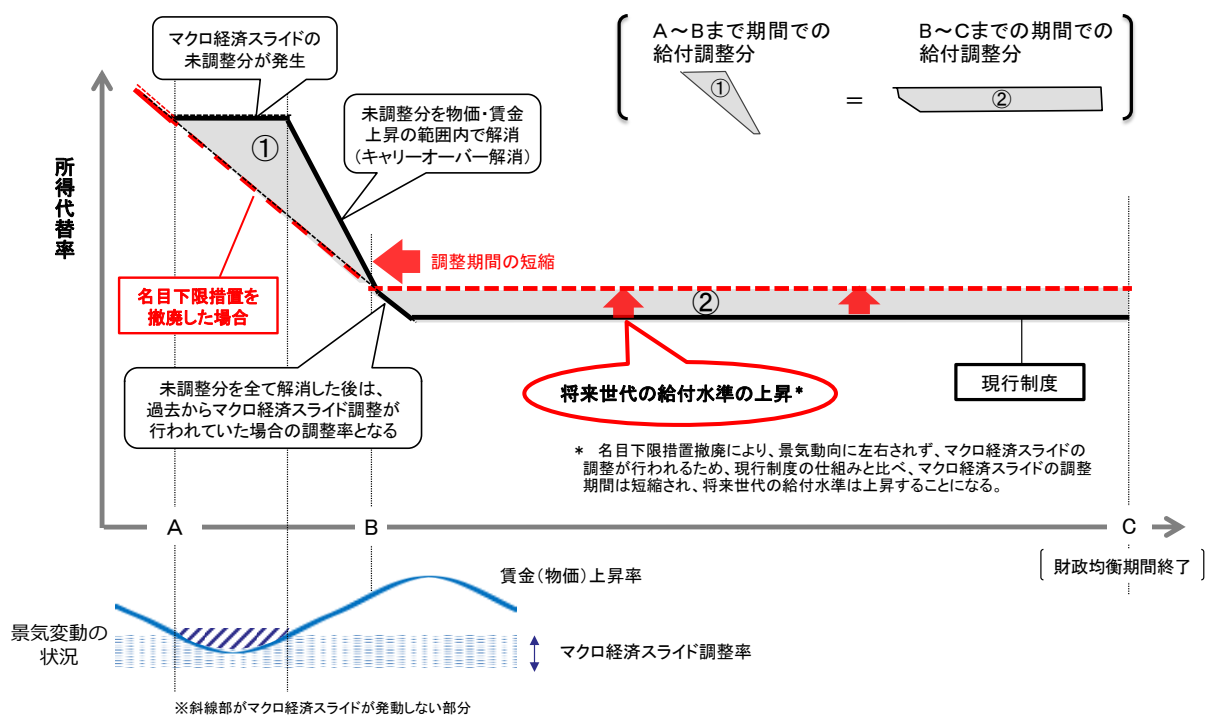 マクロ経済スライドの
未調整分が発生
A～Bまで期間での
給付調整分
①
＝
B～Cまでの期間での
給付調整分
②
未調整分を物価・賃金
上昇の範囲内で解消
（キャリーオーバー解消）
①
所得代替率
調整期間の短縮
名目下限措置を
撤廃した場合
②
未調整分を全て解消した後は、
過去からマクロ経済スライド調整が
行われていた場合の調整率となる
将来世代の給付水準の上昇*
現行制度
* 名目下限措置撤廃により、景気動向に左右されず、マクロ経済スライドの
調整が行われるため、現行制度の仕組みと比べ、マクロ経済スライドの調整
期間は短縮され、将来世代の給付水準は上昇することになる。
A
B
C
財政均衡期間終了
賃金（物価）上昇率
景気変動の
状況
マクロ経済スライド調整率
※斜線部がマクロ経済スライドが発動しない部分